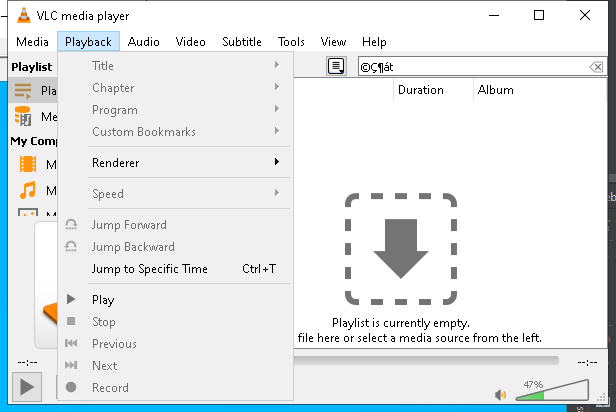 VLC media player
Media Playback Audio Video Subtitle Tools View Help
Playlist
©Ç¶át
Duration Album
Title
Chapter
Program
Custom Bookmarks
Renderer
Speed
Jump Forward
Jump Backward
Jump to Specific Time Ctrl+T
Play
Stop
Previous
Next
Record
Pla
Me
My Comp
M
M
M
Playlist is currently empty.
file here or select a media source from the left.
--:-- --:--
47%